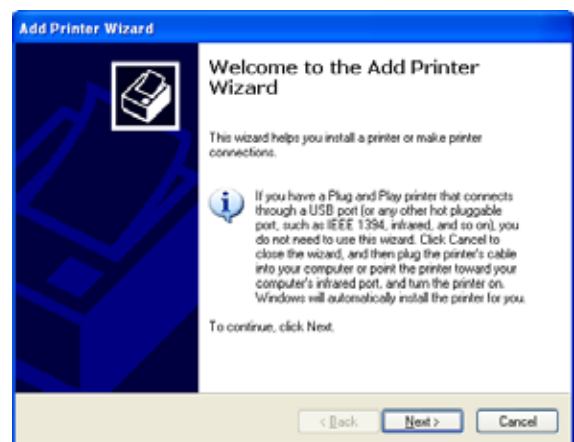 Add Printer Wizard
Welcome to the Add Printer
Wizard
This wizard helps you install a printer or make printer
connections.
If you have a Plug and Play printer that connects
through a USB port (or any other hot pluggable
port, such as IEEE 1394, infrared, and so on), you
do not need to use this wizard. Click Cancel to
close the wizard, and then plug the printer's cable
into your computer or point the printer toward your
computer's infrared port, and turn the printer on.
Windows will automatically install the printer for you.
To continue, click Next.
< Back Next > Cancel